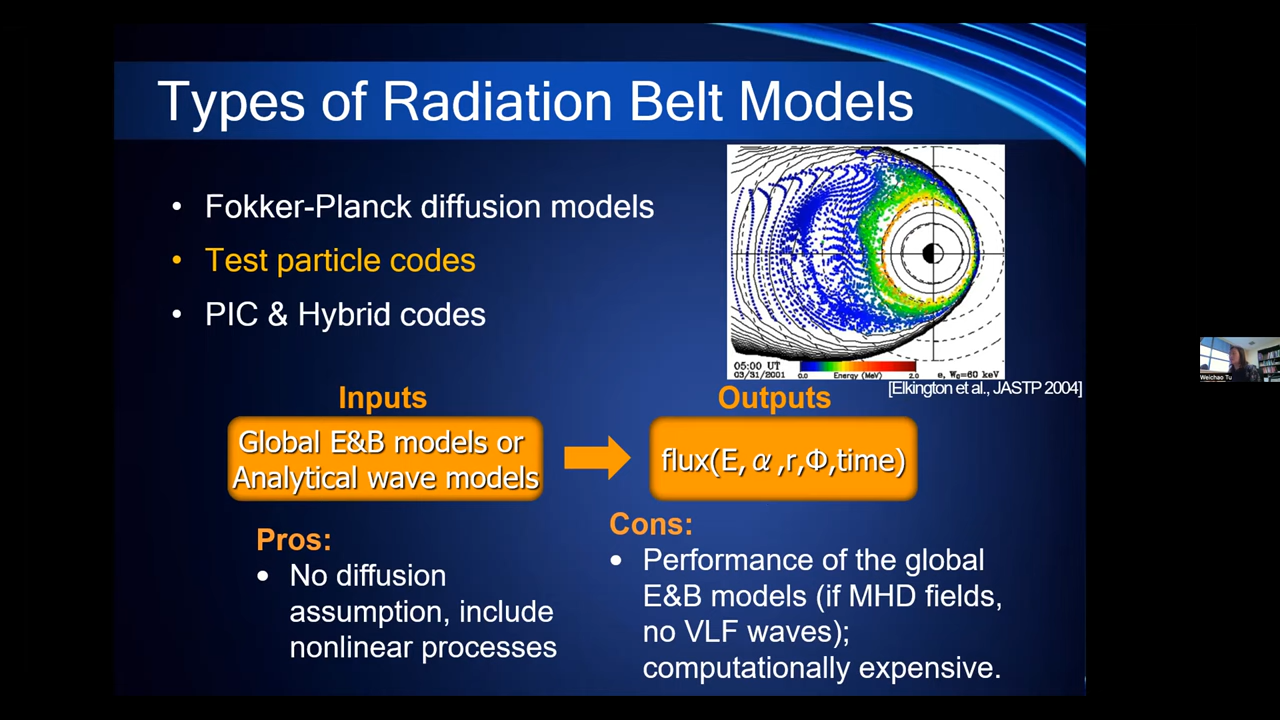 Types of Radiation Belt Models
• Fokker-Planck diffusion models
• Test particle codes
• PIC & Hybrid codes
05:00 UT
03/31/2001
0.0
Energy (MeV)
2.0
e, W₀=60 keV
[Elkington et al., JASTP 2004]
Inputs
Global E&B models or
Analytical wave models
Outputs
flux(E, α ,r,Φ,time)
Pros:
• No diffusion
assumption, include
nonlinear processes
Cons:
• Performance of the global
E&B models (if MHD fields,
no VLF waves);
computationally expensive.
Weichao Tu